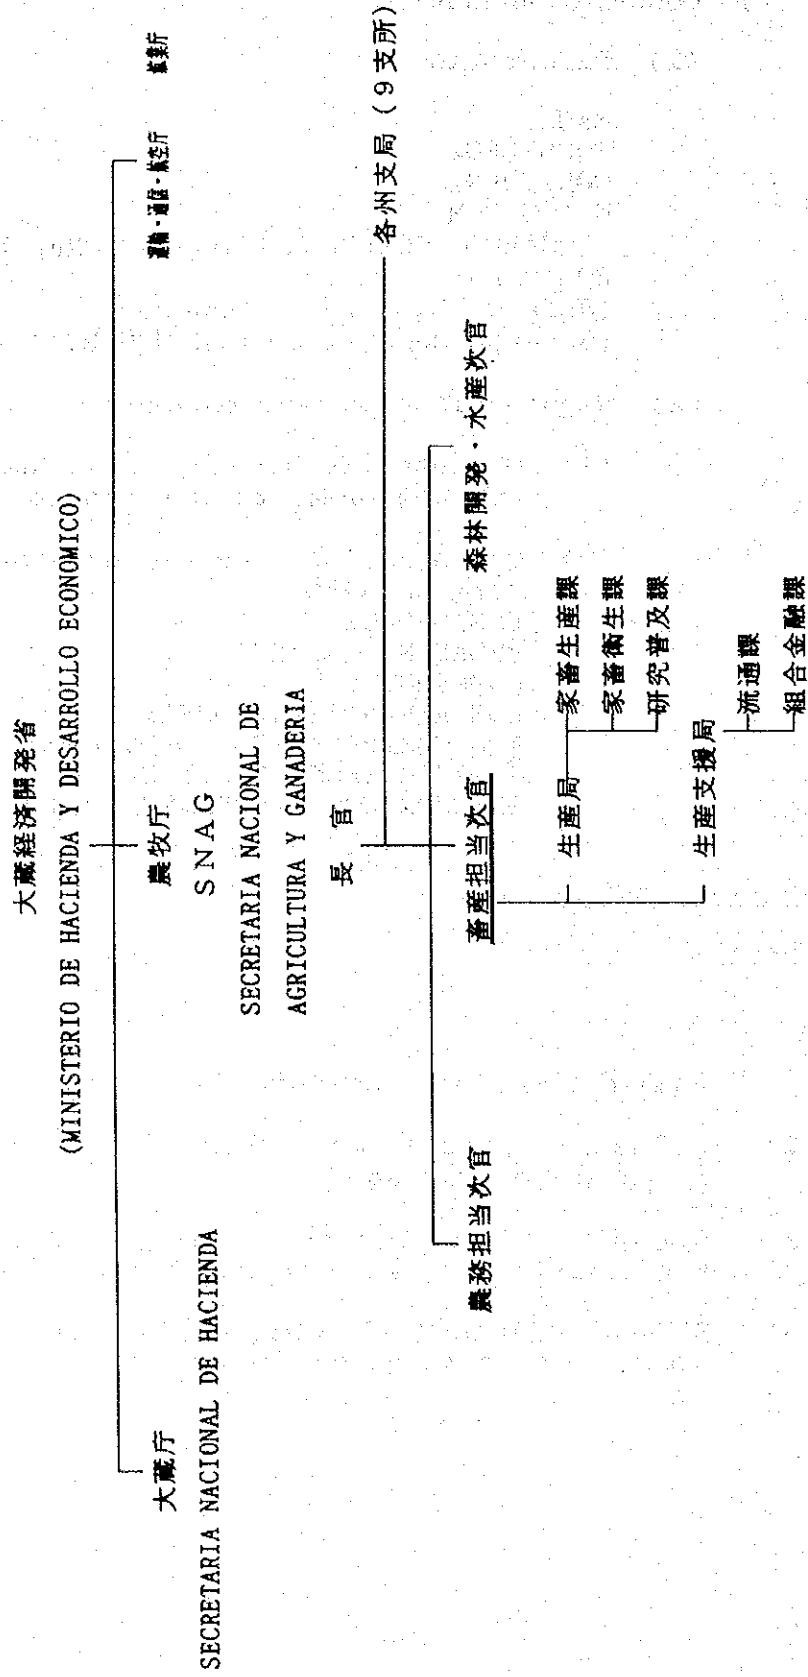 大蔵経済開発省
(MINISTERIO DE HACIENDA Y DESARROLLO ECONOMICO)
大蔵庁
SECRETARIA NACIONAL DE HACIENDA
農牧庁
SNAG
SECRETARIA NACIONAL DE
AGRICULTURA Y GANADERIA
長 官
運輸・通信・航空庁
鉱業庁
各州支局 (9支所)
農務担当次官
畜産担当次官
森林開発・水産次官
生産局
家畜生産課
家畜衛生課
研究普及課
生産支援局
流通課
組合金融課